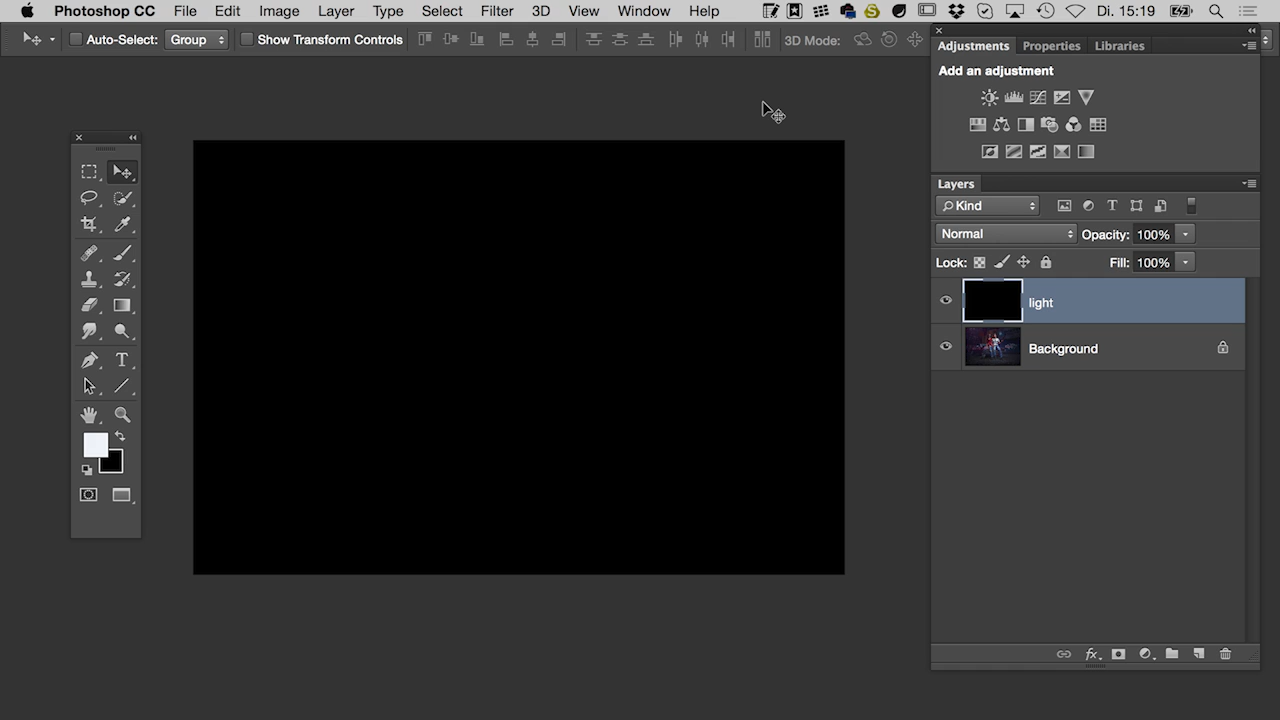 Photoshop CC File Edit Image Layer Type Select Filter 3D View Window Help Di. 15:19
Auto-Select: Group Show Transform Controls 3D Mode:
Adjustments Properties Libraries
Add an adjustment
Layers
Kind
Normal Opacity: 100%
Lock: Fill: 100%
light
Background